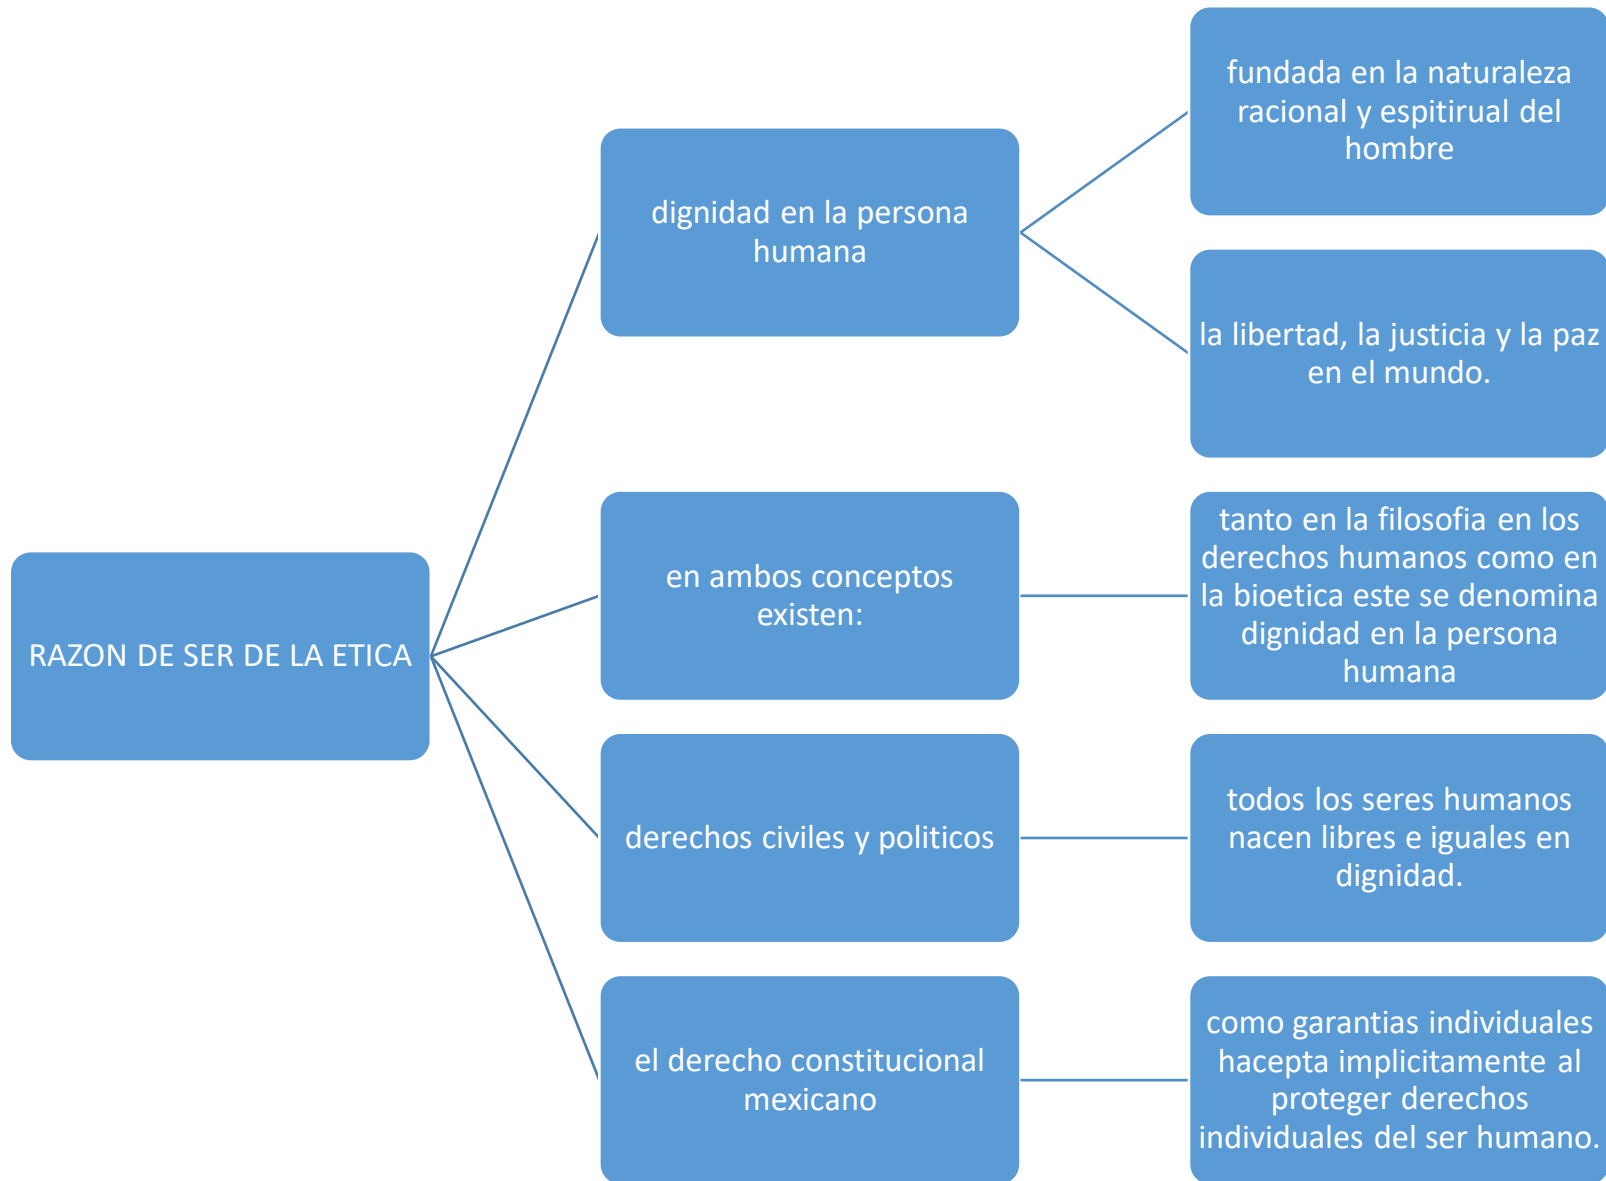 RAZON DE SER DE LA ETICA
dignidad en la persona
humana
fundada en la naturaleza
racional y espitirual del
hombre
la libertad, la justicia y la paz
en el mundo.
en ambos conceptos
existen:
tanto en la filosofia en los
derechos humanos como en
la bioetica este se denomina
dignidad en la persona
humana
derechos civiles y politicos
todos los seres humanos
nacen libres e iguales en
dignidad.
el derecho constitucional
mexicano
como garantias individuales
hacepta implicitamente al
proteger derechos
individuales del ser humano.